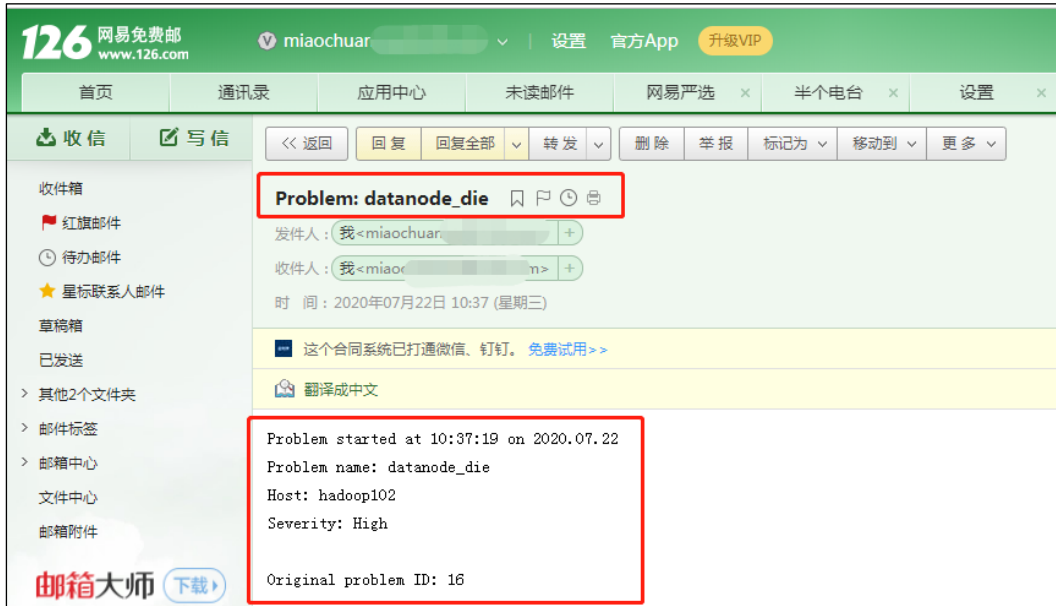 126 网易免费邮
www.126.com
miaochuan
设置 官方App 升级VIP
首页 通讯录 应用中心 未读邮件 网易严选 × 半个电台 × 设置 ×
收信 写信
<< 返回 回复 回复全部 转发 删除 举报 标记为 移动到 更多
收件箱
红旗邮件
待办邮件
星标联系人邮件
草稿箱
已发送
其他2个文件夹
邮件标签
邮箱中心
文件中心
邮箱附件
邮箱大师 下载
Problem: datanode_die
发件人：我<miaochuan +
收件人：我<miaoc m> +
时 间：2020年07月22日 10:37 (星期三)
这个合同系统已打通微信、钉钉。 免费试用>>
翻译成中文
Problem started at 10:37:19 on 2020.07.22
Problem name: datanode_die
Host: hadoop102
Severity: High
Original problem ID: 16